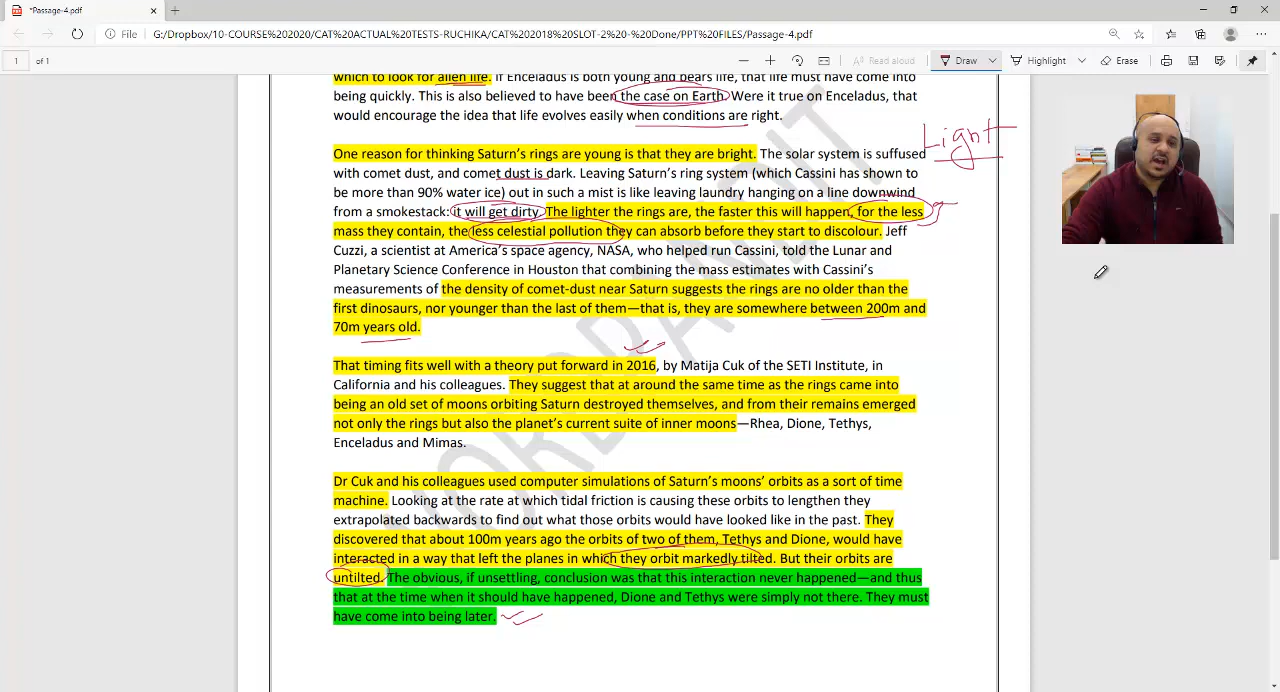 *Passage-4.pdf
File
G:/Dropbox/10-COURSE%202020/CAT%20ACTUAL%20TESTS-RUCHIKA/CAT%202018%20SLOT-2%20-%20Done/PPT%20FILES/Passage-4.pdf
1 of 1
Read aloud
Draw
Highlight
Erase
which to look for alien life. If Enceladus is both young and bears life, that life must have come into
being quickly. This is also believed to have been the case on Earth. Were it true on Enceladus, that
would encourage the idea that life evolves easily when conditions are right.
Light
One reason for thinking Saturn's rings are young is that they are bright. The solar system is suffused
with comet dust, and comet dust is dark. Leaving Saturn's ring system (which Cassini has shown to
be more than 90% water ice) out in such a mist is like leaving laundry hanging on a line downwind
from a smokestack: it will get dirty. The lighter the rings are, the faster this will happen, for the less
mass they contain, the less celestial pollution they can absorb before they start to discolour. Jeff
Cuzzi, a scientist at America's space agency, NASA, who helped run Cassini, told the Lunar and
Planetary Science Conference in Houston that combining the mass estimates with Cassini's
measurements of the density of comet-dust near Saturn suggests the rings are no older than the
first dinosaurs, nor younger than the last of them—that is, they are somewhere between 200m and
70m years old.
That timing fits well with a theory put forward in 2016, by Matija Cuk of the SETI Institute, in
California and his colleagues. They suggest that at around the same time as the rings came into
being an old set of moons orbiting Saturn destroyed themselves, and from their remains emerged
not only the rings but also the planet's current suite of inner moons—Rhea, Dione, Tethys,
Enceladus and Mimas.
Dr Cuk and his colleagues used computer simulations of Saturn's moons' orbits as a sort of time
machine. Looking at the rate at which tidal friction is causing these orbits to lengthen they
extrapolated backwards to find out what those orbits would have looked like in the past. They
discovered that about 100m years ago the orbits of two of them, Tethys and Dione, would have
interacted in a way that left the planes in which they orbit markedly tilted. But their orbits are
untilted. The obvious, if unsettling, conclusion was that this interaction never happened—and thus
that at the time when it should have happened, Dione and Tethys were simply not there. They must
have come into being later.